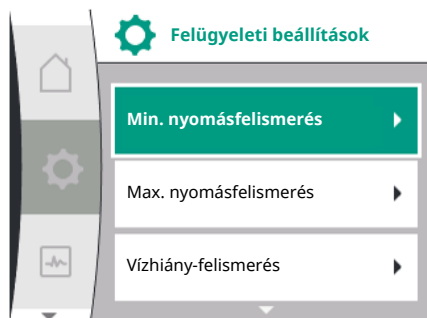 Felügyeleti beállítások
Min. nyomásfelismerés
Max. nyomásfelismerés
Vízhiány-felismerés